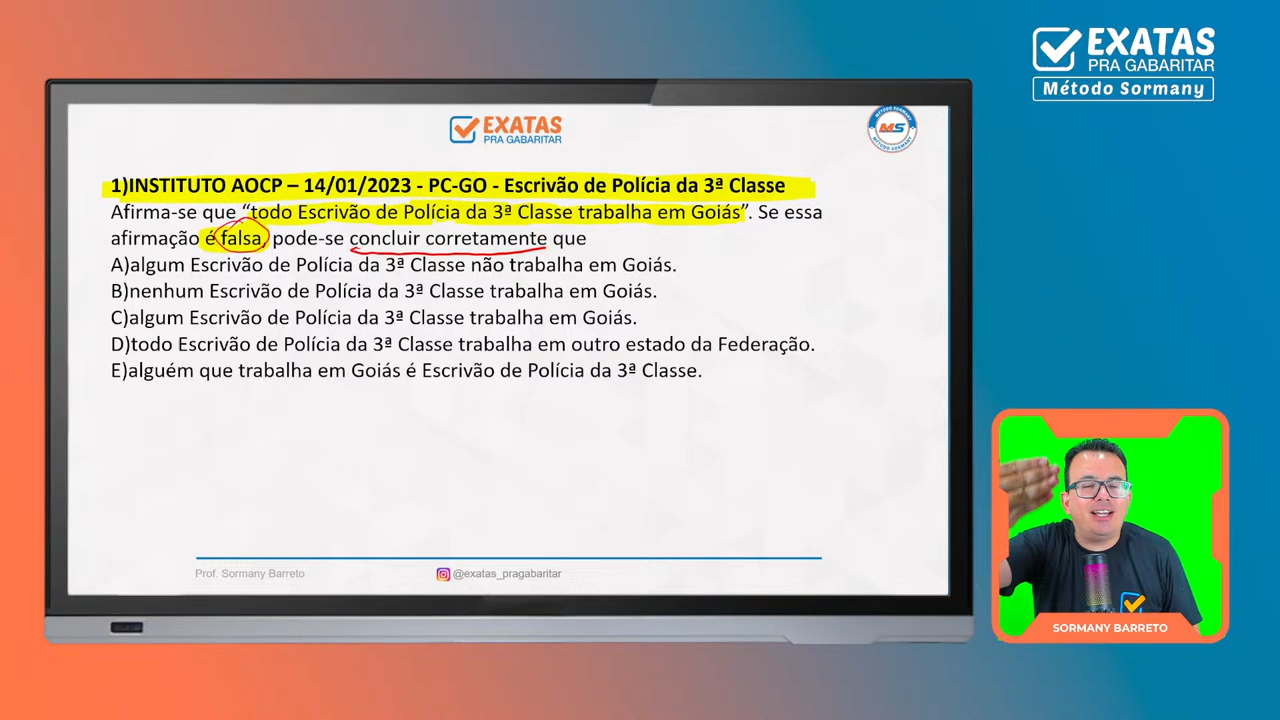 EXATAS
PRA GABARITAR
Método Sormany
EXATAS
PRA GABARITAR
MÉTODO SORMANY
MS
MÉTODO SORMANY
1)INSTITUTO AOCP – 14/01/2023 - PC-GO - Escrivão de Polícia da 3ª Classe
Afirma-se que “todo Escrivão de Polícia da 3ª Classe trabalha em Goiás”. Se essa
afirmação é falsa, pode-se concluir corretamente que
A)algum Escrivão de Polícia da 3ª Classe não trabalha em Goiás.
B)nenhum Escrivão de Polícia da 3ª Classe trabalha em Goiás.
C)algum Escrivão de Polícia da 3ª Classe trabalha em Goiás.
D)todo Escrivão de Polícia da 3ª Classe trabalha em outro estado da Federação.
E)alguém que trabalha em Goiás é Escrivão de Polícia da 3ª Classe.
Prof. Sormany Barreto
@exatas_pragabaritar
SORMANY BARRETO